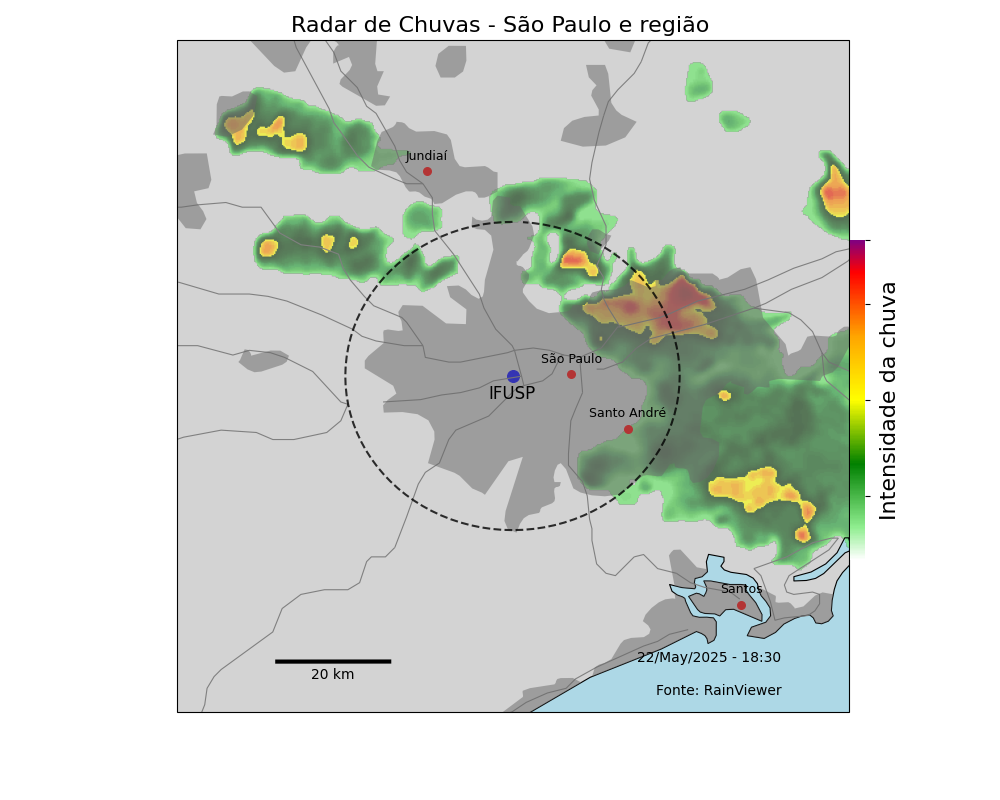 Radar de Chuvas - São Paulo e região
Jundiaí
São Paulo
IFUSP
Santo André
Intensidade da chuva
Santos
22/May/2025 - 18:30
20 km
Fonte: RainViewer